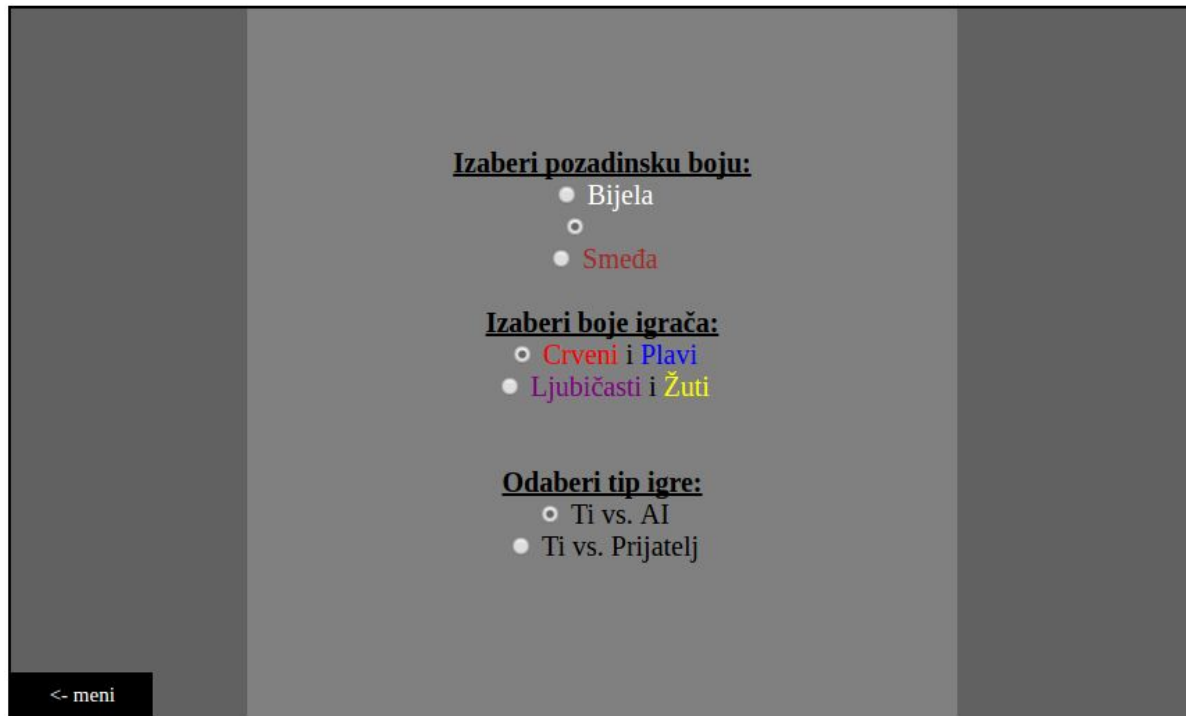 Izaberi pozadinsku boju:
Bijela
Smeđa
Izaberi boje igrača:
Crveni i Plavi
Ljubičasti i Žuti
Odaberi tip igre:
Ti vs. AI
Ti vs. Prijatelj
<- meni